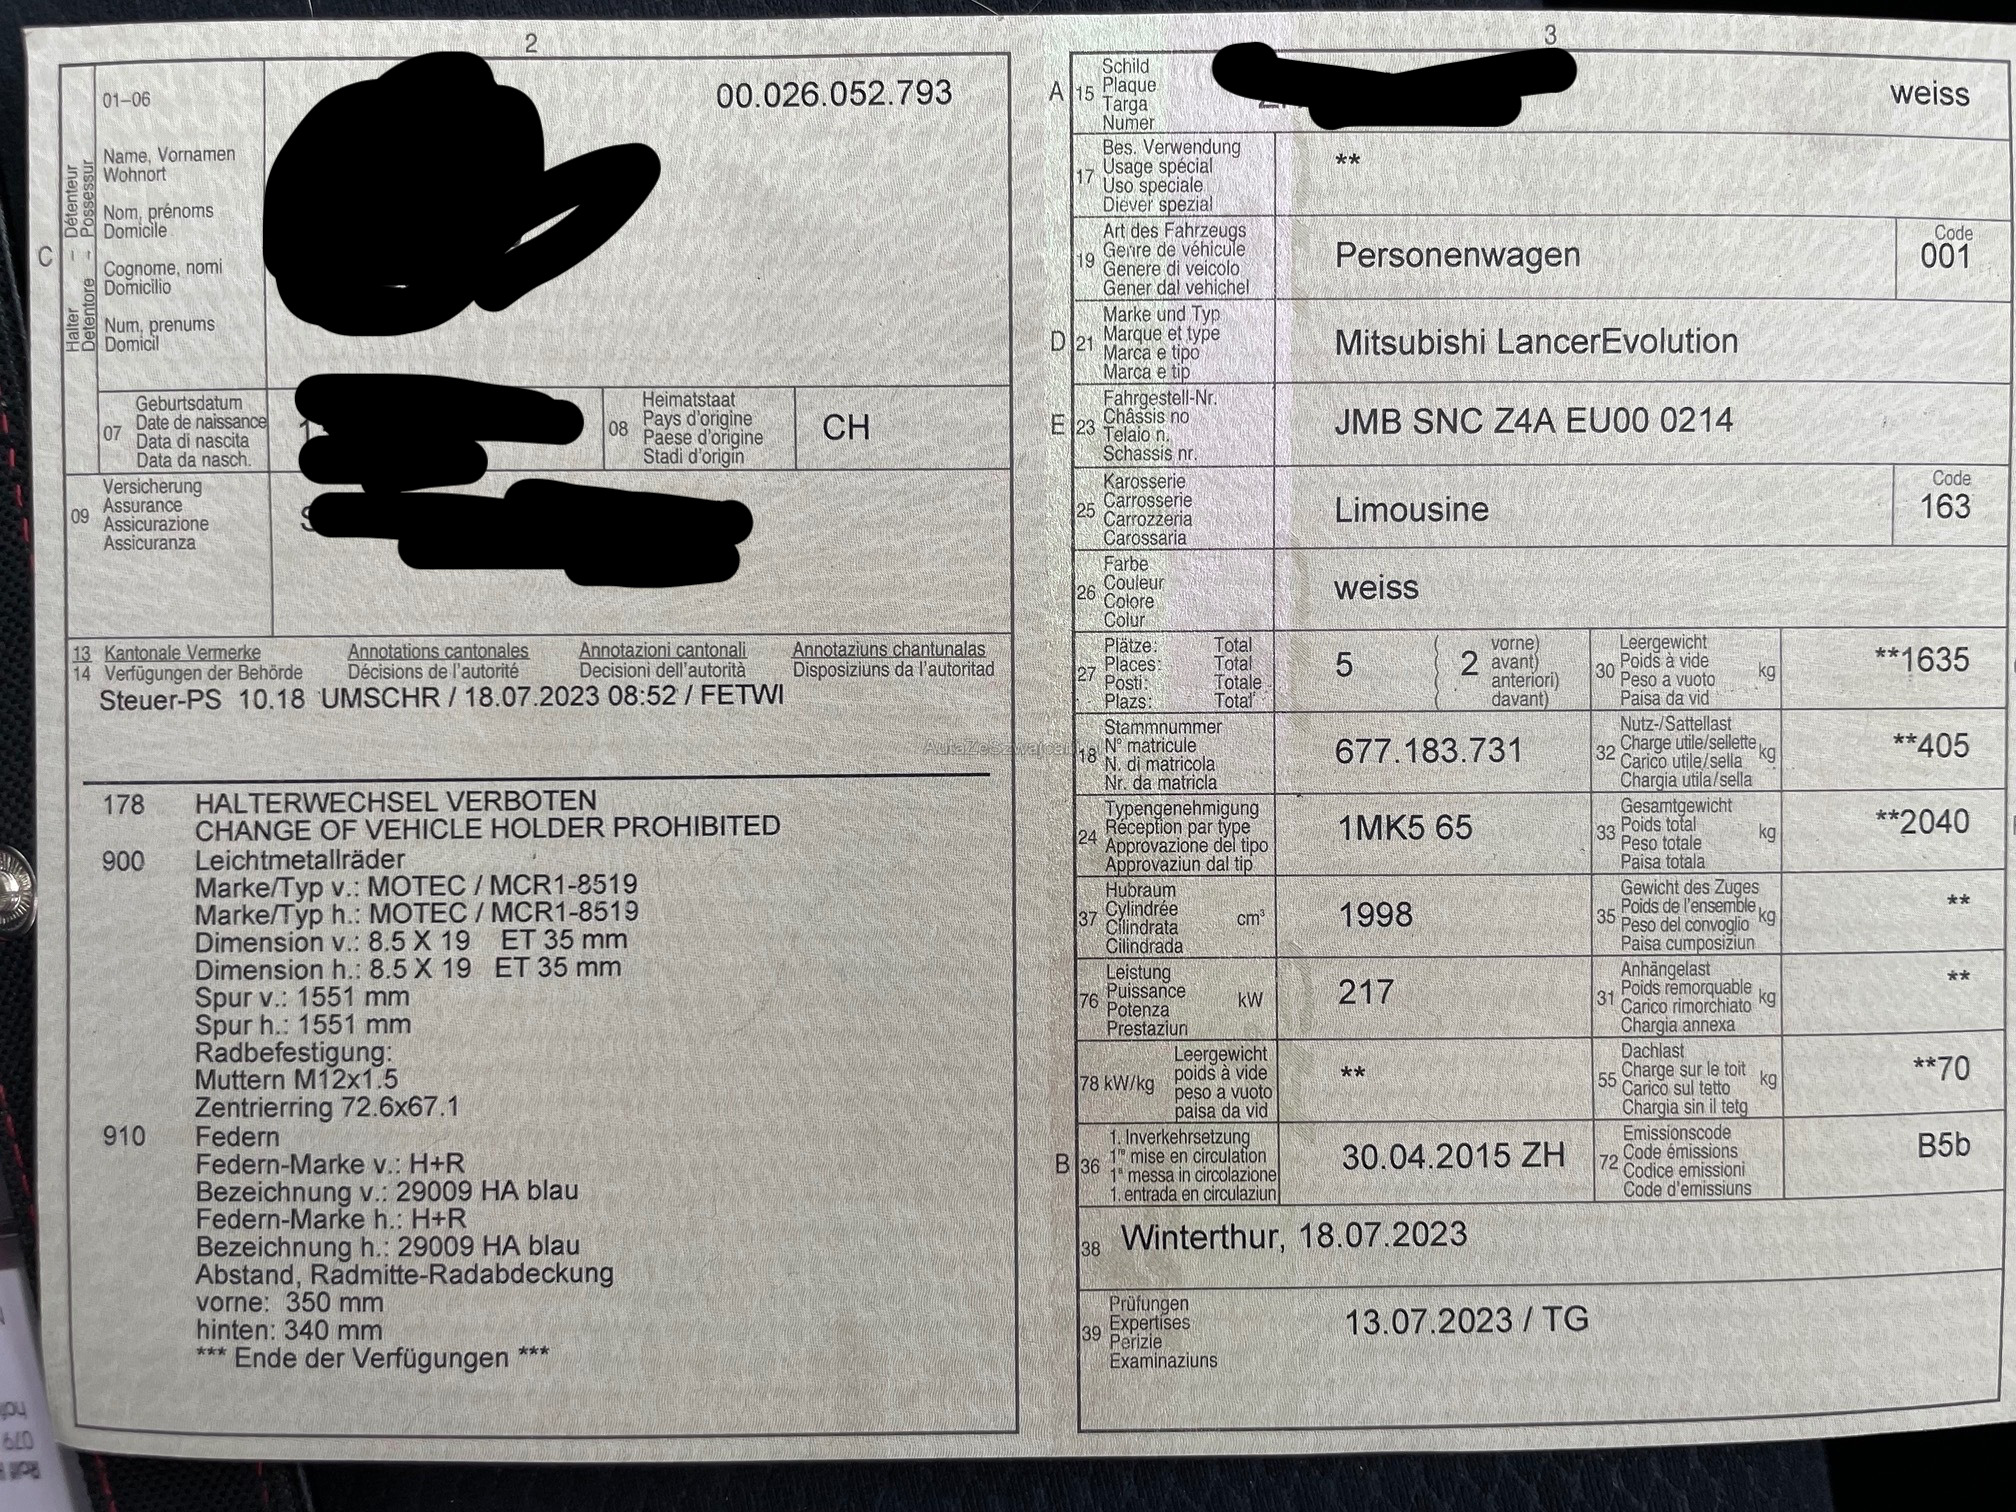 2
01–06
00.026.052.793
C
Halter – Détenteur
Detentore – Possessur
Name, Vornamen
Wohnort
Nom, prénoms
Domicile
Cognome, nomi
Domicilio
Num, prenums
Domicil
07
Geburtsdatum
Date de naissance
Data di nascita
Data da nasch.
08
Heimatstaat
Pays d'origine
Paese d'origine
Stadi d'origin
CH
09
Versicherung
Assurance
Assicurazione
Assicuranza
13 Kantonale Vermerke Annotations cantonales Annotazioni cantonali Annotaziuns chantunalas
14 Verfügungen der Behörde Décisions de l'autorité Decisioni dell'autorità Disposiziuns da l'autoritad
Steuer-PS 10.18 UMSCHR / 18.07.2023 08:52 / FETWI
178 HALTERWECHSEL VERBOTEN
CHANGE OF VEHICLE HOLDER PROHIBITED
900 Leichtmetallräder
Marke/Typ v.: MOTEC / MCR1-8519
Marke/Typ h.: MOTEC / MCR1-8519
Dimension v.: 8.5 X 19 ET 35 mm
Dimension h.: 8.5 X 19 ET 35 mm
Spur v.: 1551 mm
Spur h.: 1551 mm
Radbefestigung:
Muttern M12x1.5
Zentrierring 72.6x67.1
910 Federn
Federn-Marke v.: H+R
Bezeichnung v.: 29009 HA blau
Federn-Marke h.: H+R
Bezeichnung h.: 29009 HA blau
Abstand, Radmitte-Radabdeckung
vorne: 350 mm
hinten: 340 mm
*** Ende der Verfügungen ***
3
A 15
Schild
Plaque
Targa
Numer
weiss
17
Bes. Verwendung
Usage spécial
Uso speciale
Diever spezial
**
19
Art des Fahrzeugs
Genre de véhicule
Genere di veicolo
Gener dal vehichel
Personenwagen
Code
001
D 21
Marke und Typ
Marque et type
Marca e tipo
Marca e tip
Mitsubishi LancerEvolution
E 23
Fahrgestell-Nr.
Châssis no
Telaio n.
Schassis nr.
JMB SNC Z4A EU00 0214
25
Karosserie
Carrosserie
Carrozzeria
Carossaria
Limousine
Code
163
26
Farbe
Couleur
Colore
Colur
weiss
27
Plätze: Total
Places: Total
Posti: Totale
Plazs: Total
5
2
vorne)
avant)
anteriori)
davant)
30
Leergewicht
Poids à vide
Peso a vuoto
Paisa da vid
kg
**1635
18
Stammnummer
N° matricule
N. di matricola
Nr. da matricla
677.183.731
32
Nutz-/Sattellast
Charge utile/sellette
Carico utile/sella
Chargia utila/sella
kg
**405
24
Typengenehmigung
Réception par type
Approvazione del tipo
Approvaziun dal tip
1MK5 65
33
Gesamtgewicht
Poids total
Peso totale
Paisa totala
kg
**2040
37
Hubraum
Cylindrée
Cilindrata
Cilindrada
cm³
1998
35
Gewicht des Zuges
Poids de l'ensemble
Peso del convoglio
Paisa cumposiziun
kg
**
76
Leistung
Puissance
Potenza
Prestaziun
kW
217
31
Anhängelast
Poids remorquable
Carico rimorchiato
Chargia annexa
kg
**
78 kW/kg
Leergewicht
poids à vide
peso a vuoto
paisa da vid
**
55
Dachlast
Charge sur le toit
Carico sul tetto
Chargia sin il tetg
kg
**70
B 36
1. Inverkehrsetzung
1re mise en circulation
1a messa in circolazione
1. entrada en circulaziun
30.04.2015 ZH
72
Emissionscode
Code émissions
Codice emissioni
Code d'emissiuns
B5b
38
Winterthur, 18.07.2023
39
Prüfungen
Expertises
Perizie
Examinaziuns
13.07.2023 / TG